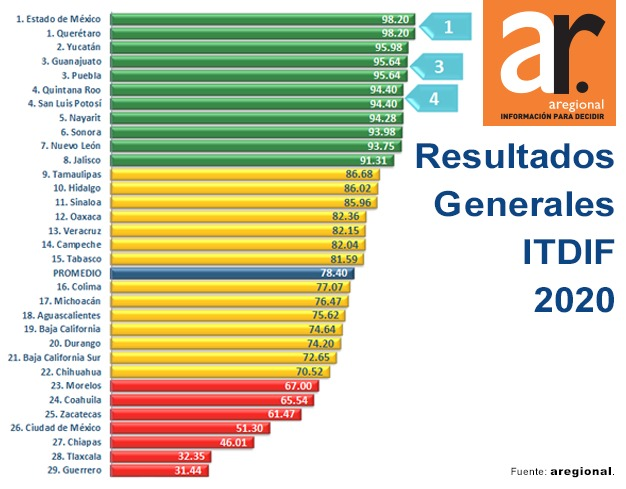 1. Estado de México 98.20
1. Querétaro 98.20
1
2. Yucatán 95.98
3. Guanajuato 95.64
3. Puebla 95.64
3
4. Quintana Roo 94.40
4. San Luis Potosí 94.40
4
5. Nayarit 94.28
6. Sonora 93.98
7. Nuevo León 93.75
8. Jalisco 91.31
9. Tamaulipas 86.68
10. Hidalgo 86.02
11. Sinaloa 85.96
12. Oaxaca 82.36
13. Veracruz 82.15
14. Campeche 82.04
15. Tabasco 81.59
PROMEDIO 78.40
16. Colima 77.07
17. Michoacán 76.47
18. Aguascalientes 75.62
19. Baja California 74.64
20. Durango 74.20
21. Baja California Sur 72.65
22. Chihuahua 70.52
23. Morelos 67.00
24. Coahuila 65.54
25. Zacatecas 61.47
26. Ciudad de México 51.30
27. Chiapas 46.01
28. Tlaxcala 32.35
29. Guerrero 31.44
ar.
aregional
INFORMACIÓN PARA DECIDIR
Resultados
Generales
ITDIF
2020
Fuente: aregional.